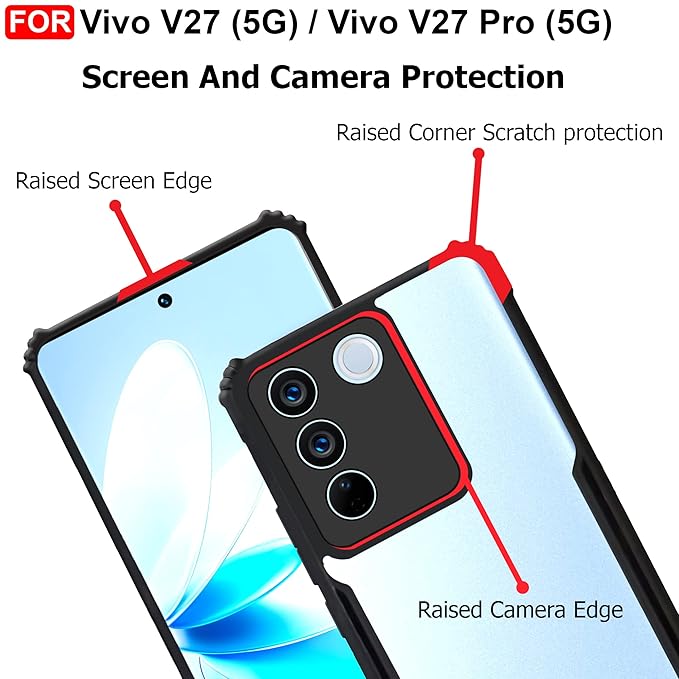 FOR Vivo V27 (5G) / Vivo V27 Pro (5G)
Screen And Camera Protection
Raised Corner Scratch protection
Raised Screen Edge
Raised Camera Edge